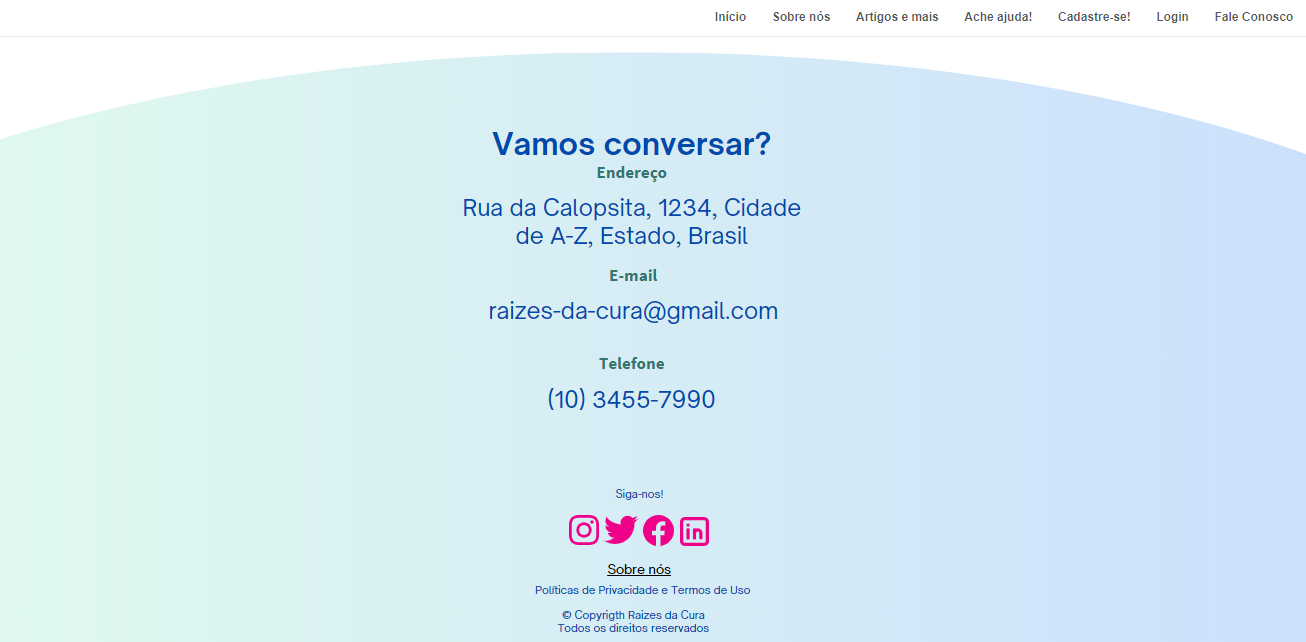 Início Sobre nós Artigos e mais Ache ajuda! Cadastre-se! Login Fale Conosco
Vamos conversar?
Endereço
Rua da Calopsita, 1234, Cidade
de A-Z, Estado, Brasil
E-mail
raizes-da-cura@gmail.com
Telefone
(10) 3455-7990
Siga-nos!
Sobre nós
Políticas de Privacidade e Termos de Uso
© Copyrigth Raizes da Cura
Todos os direitos reservados